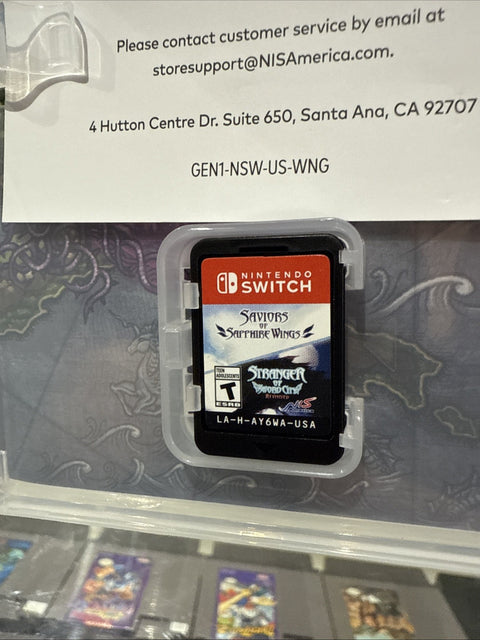 Please contact customer service by email at
storesupport@NISAmerica.com.
4 Hutton Centre Dr. Suite 650, Santa Ana, CA 92707
GEN1-NSW-US-WNG
NINTENDO
SWITCH
SAVIORS
OF
SAPPHIRE WINGS
STRANGER
OF
SWORD CITY
REVISITED
TEEN
T
ESRB
NIS
LA-H-AY6WA-USA